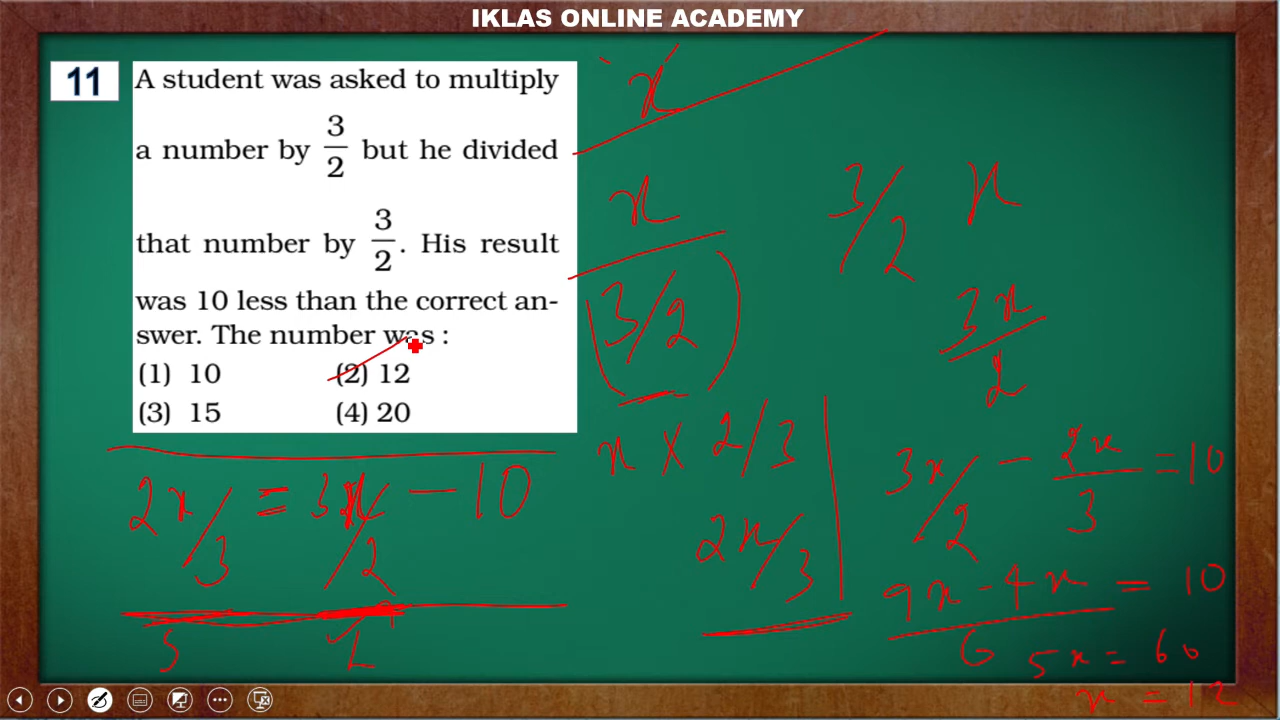 IKLAS ONLINE ACADEMY
11
A student was asked to multiply
a number by 3/2 but he divided
that number by 3/2. His result
was 10 less than the correct an-
swer. The number was :
(1) 10 (2) 12
(3) 15 (4) 20
x
x
(3/2)
x X 2/3
2x/3
3/2 x
3x/2
2x/3 = 3x/2 - 10
3x/2 - 2x/3 = 10
9x - 4x / 6 = 10
5x = 60
x = 12